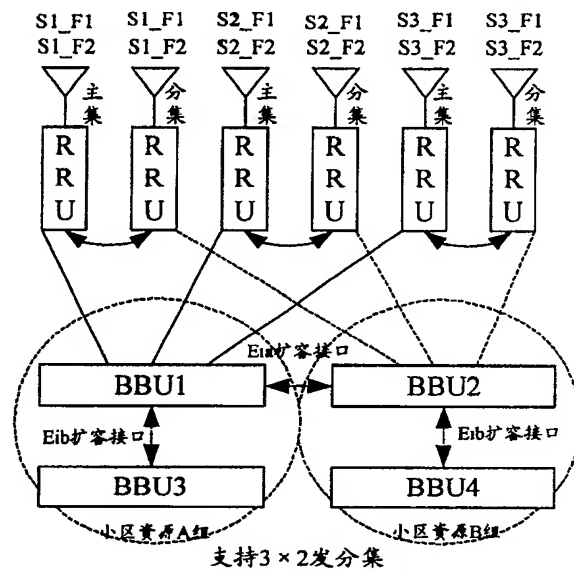 S1_F1 S1_F1 S2_F1 S2_F1 S3_F1 S3_F1
S1_F2 S1_F2 S2_F2 S2_F2 S3_F2 S3_F2
主集 分集 主集 分集 主集 分集
RRU RRU RRU RRU RRU RRU
Eia扩容接口
BBU1 BBU2
Eib扩容接口 Eib扩容接口
BBU3 BBU4
小区资源A组 小区资源B组
支持3×2发分集